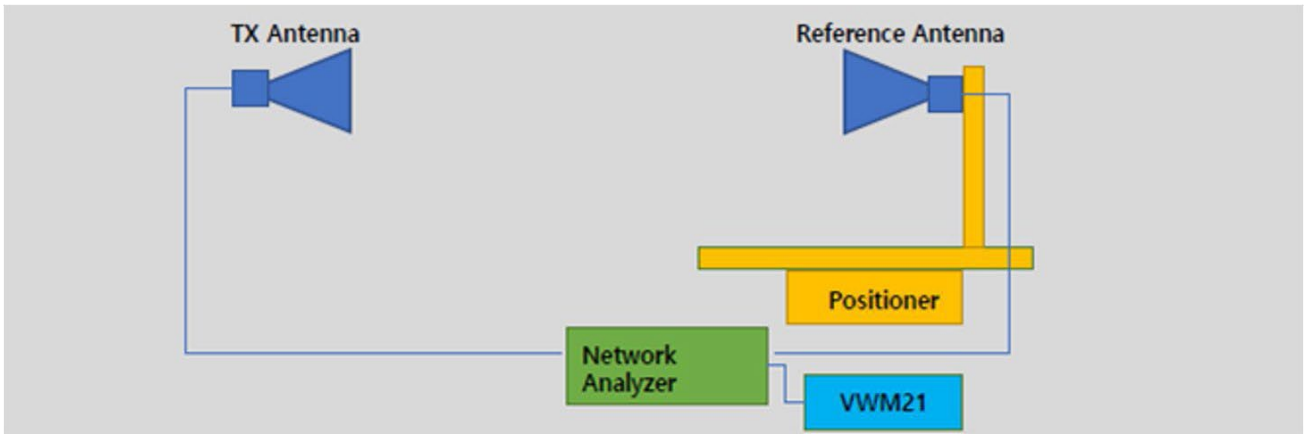 TX Antenna
Reference Antenna
Positioner
Network
Analyzer
VWM21